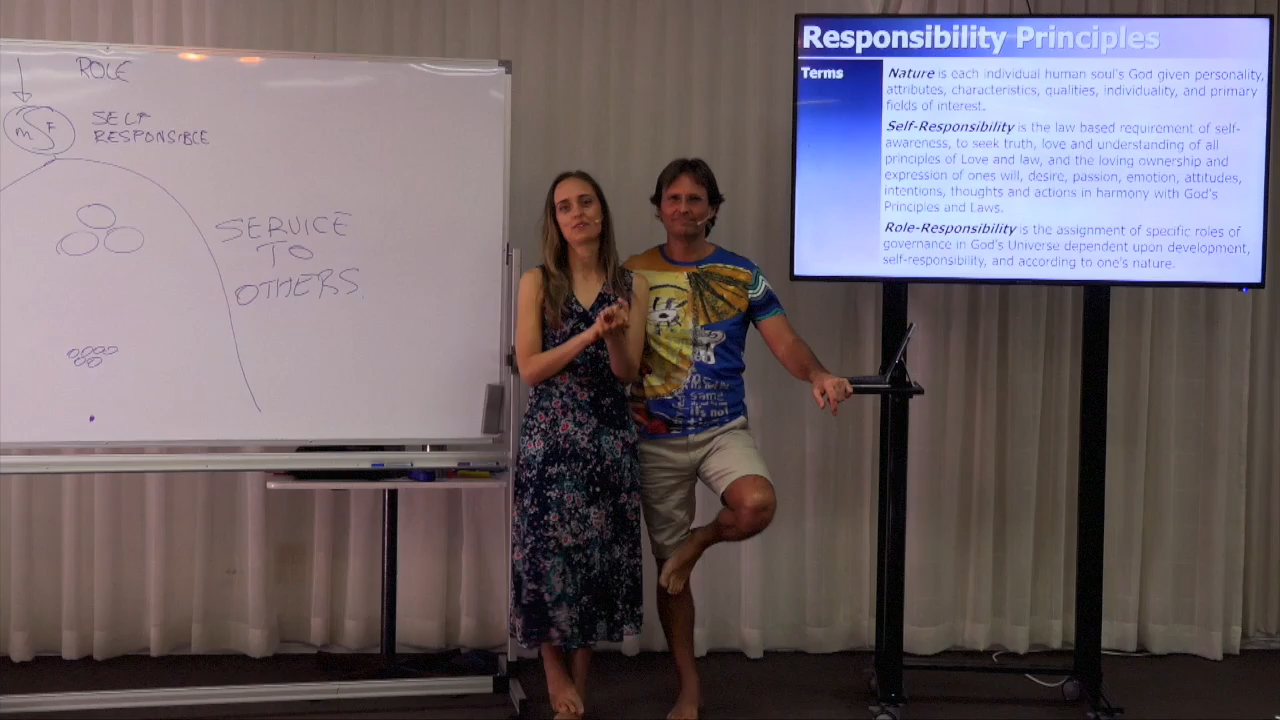 ROLE
SELF
RESPONSIBLE
m F
SERVICE
TO
OTHERS
same
it's not
Responsibility Principles
Terms
Nature is each individual human soul's God given personality,
attributes, characteristics, qualities, individuality, and primary
fields of interest.
Self-Responsibility is the law based requirement of self-
awareness, to seek truth, love and understanding of all
principles of Love and law, and the loving ownership and
expression of ones will, desire, passion, emotion, attitudes,
intentions, thoughts and actions in harmony with God's
Principles and Laws.
Role-Responsibility is the assignment of specific roles of
governance in God's Universe dependent upon development,
self-responsibility, and according to one's nature.